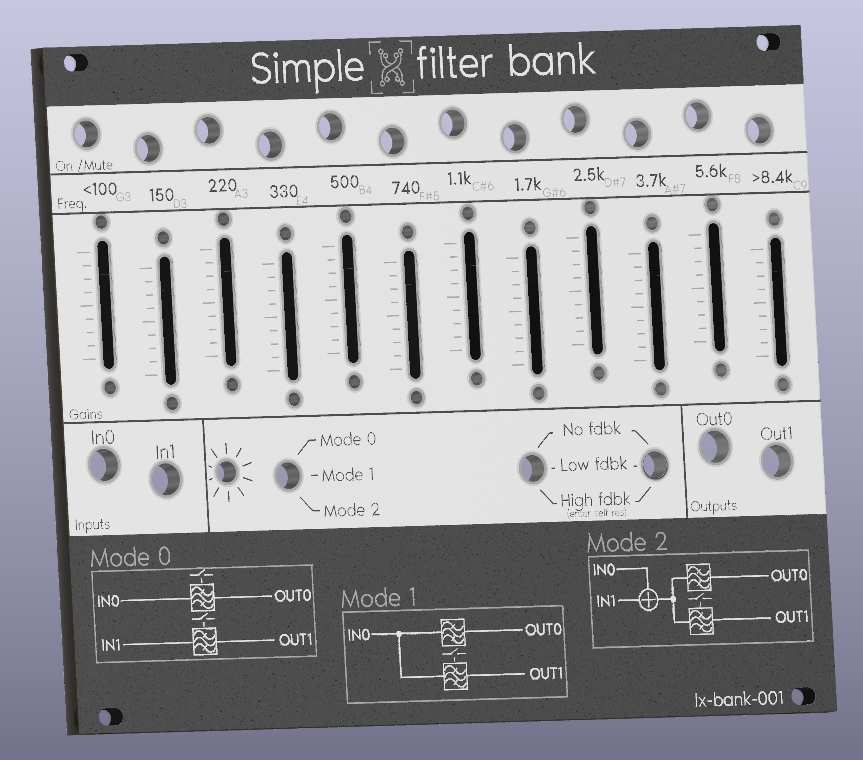 Simple filter bank
On /Mute
Freq. <100 G3 150 D3 220 A3 330 E4 500 B4 740 F#5 1.1k C#6 1.7k G#6 2.5k D#7 3.7k A#7 5.6k F8 >8.4k C9
Gains
In0 In1
Inputs
Mode 0
Mode 1
Mode 2
No fdbk
Low fdbk
High fdbk
(enter self res)
Out0 Out1
Outputs
Mode 0
IN0 OUT0
IN1 OUT1
Mode 1
IN0 OUT0
OUT1
Mode 2
IN0 OUT0
IN1 OUT1
lx-bank-001